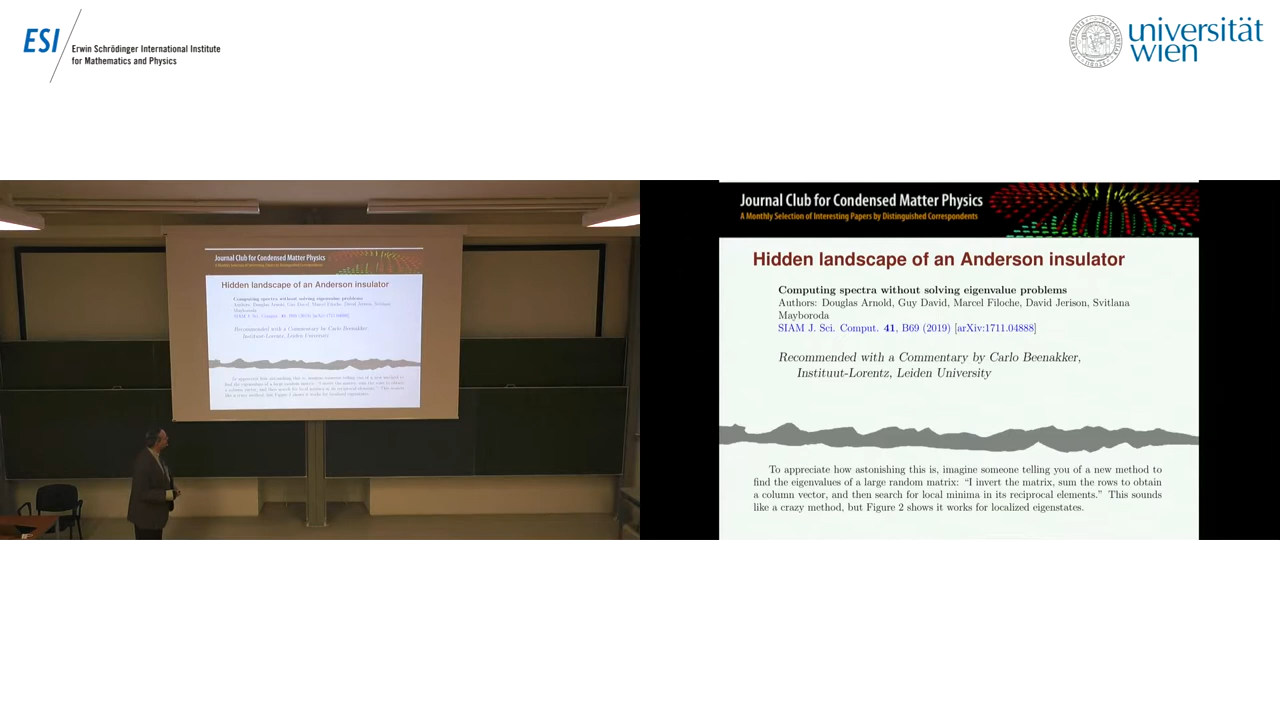 ESI
Erwin Schrödinger International Institute
for Mathematics and Physics
universität
wien
Journal Club for Condensed Matter Physics
Hidden landscape of an Anderson insulator
Computing spectra without solving eigenvalue problems
Journal Club for Condensed Matter Physics
A Monthly Selection of Interesting Papers by Distinguished Correspondents
Hidden landscape of an Anderson insulator
Computing spectra without solving eigenvalue problems
Authors: Douglas Arnold, Guy David, Marcel Filoche, David Jerison, Svitlana
Mayboroda
SIAM J. Sci. Comput. 41, B69 (2019) [arXiv:1711.04888]
Recommended with a Commentary by Carlo Beenakker,
Instituut-Lorentz, Leiden University
To appreciate how astonishing this is, imagine someone telling you of a new method to
find the eigenvalues of a large random matrix: “I invert the matrix, sum the rows to obtain
a column vector, and then search for local minima in its reciprocal elements.” This sounds
like a crazy method, but Figure 2 shows it works for localized eigenstates.